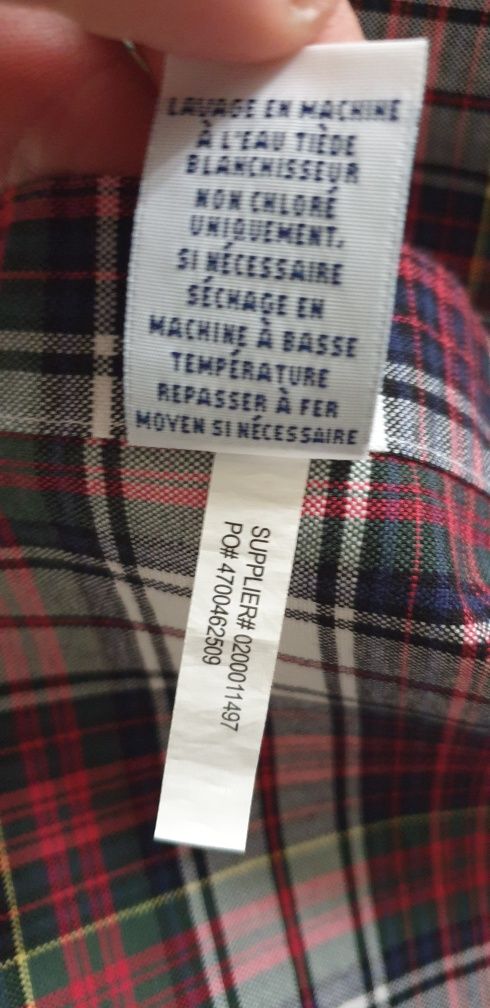 LAVAGE EN MACHINE
À L'EAU TIÈDE
BLANCHISSEUR
NON CHLORÉ
UNIQUEMENT.
SI NÉCESSAIRE
SÉCHAGE EN
MACHINE À BASSE
TEMPÉRATURE
REPASSER À FER
MOYEN SI NÉCESSAIRE
SUPPLIER# 0200011497
PO# 4700462509